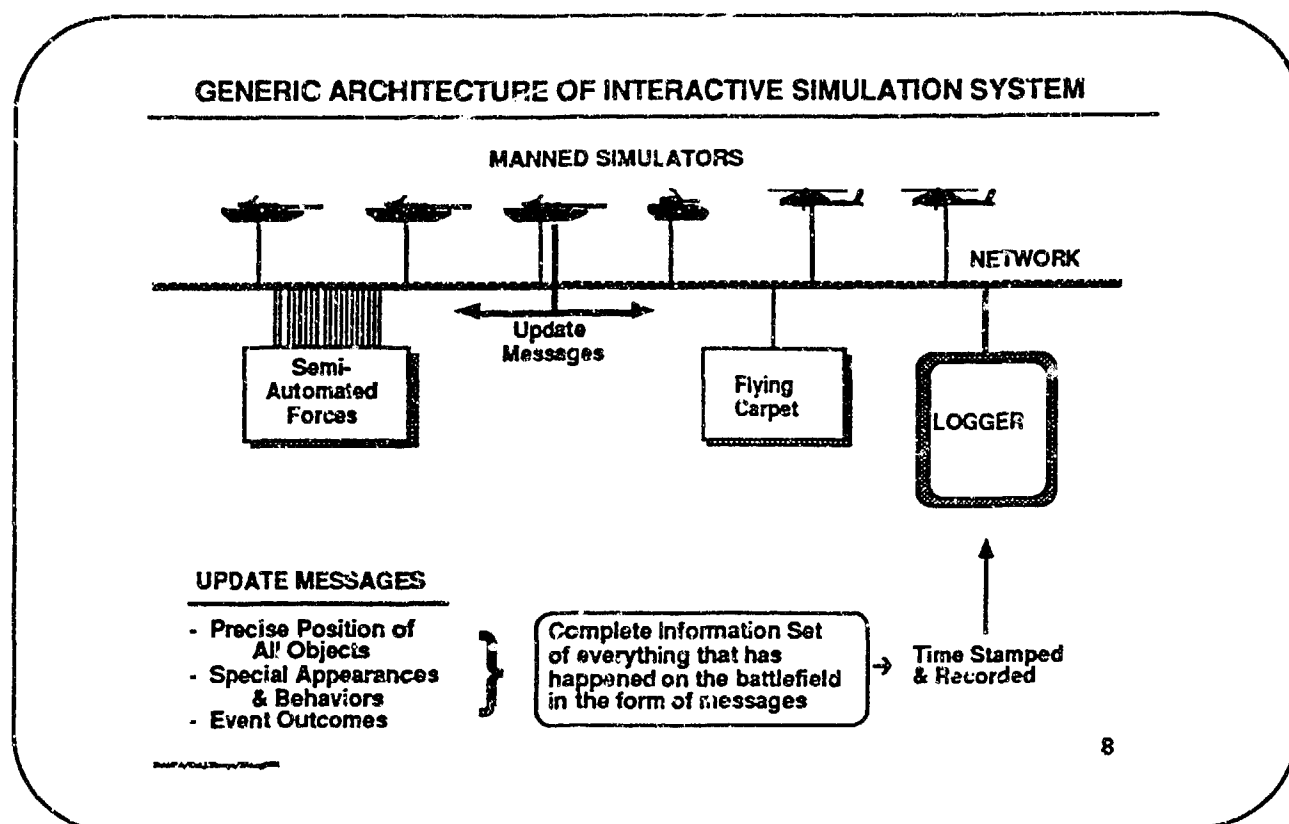 GENERIC ARCHITECTURE OF INTERACTIVE SIMULATION SYSTEM
MANNED SIMULATORS
NETWORK
Update
Messages
Semi-
Automated
Forces
Flying
Carpet
LOGGER
UPDATE MESSAGES
- Precise Position of
All Objects
- Special Appearances
& Behaviors
- Event Outcomes
Complete Information Set
of everything that has
happened on the battlefield
in the form of messages
Time Stamped
& Recorded
8